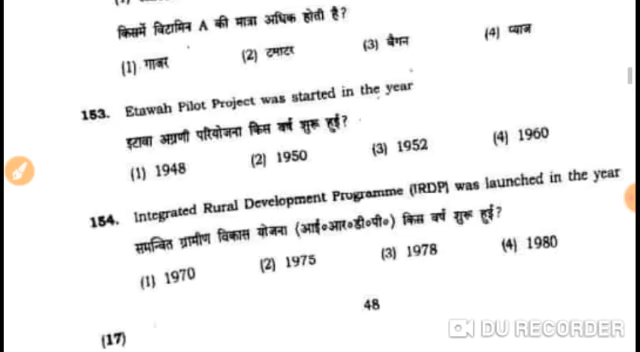 किसमें विटामिन A की मात्रा अधिक होती है?
(1) गाजर (2) टमाटर (3) बैगन (4) प्याज
153. Etawah Pilot Project was started in the year
इटावा अग्रणी परियोजना किस वर्ष शुरू हुई?
(1) 1948 (2) 1950 (3) 1952 (4) 1960
154. Integrated Rural Development Programme (IRDP) was launched in the year
समन्वित ग्रामीण विकास योजना (आई०आर०डी०पी०) किस वर्ष शुरू हुई?
(1) 1970 (2) 1975 (3) 1978 (4) 1980
48
(17)
DU RECORDER